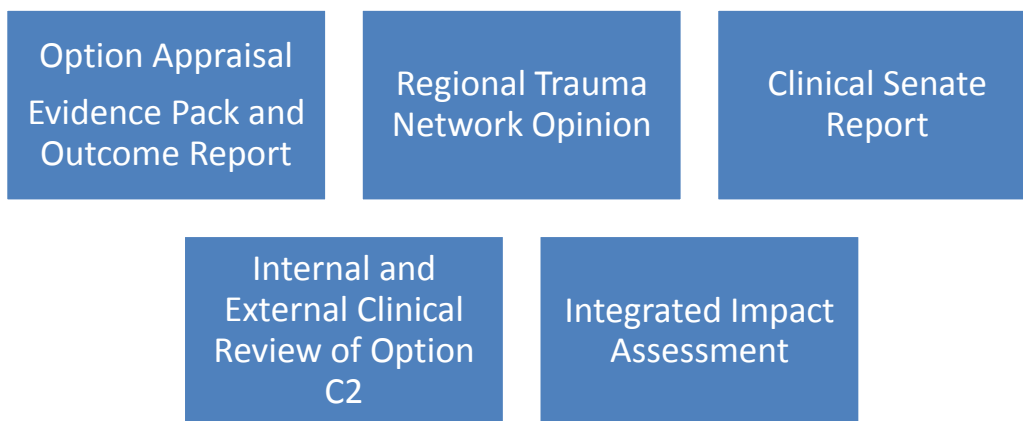 Option Appraisal
Evidence Pack and
Outcome Report
Regional Trauma
Network Opinion
Clinical Senate
Report
Internal and
External Clinical
Review of Option
C2
Integrated Impact
Assessment